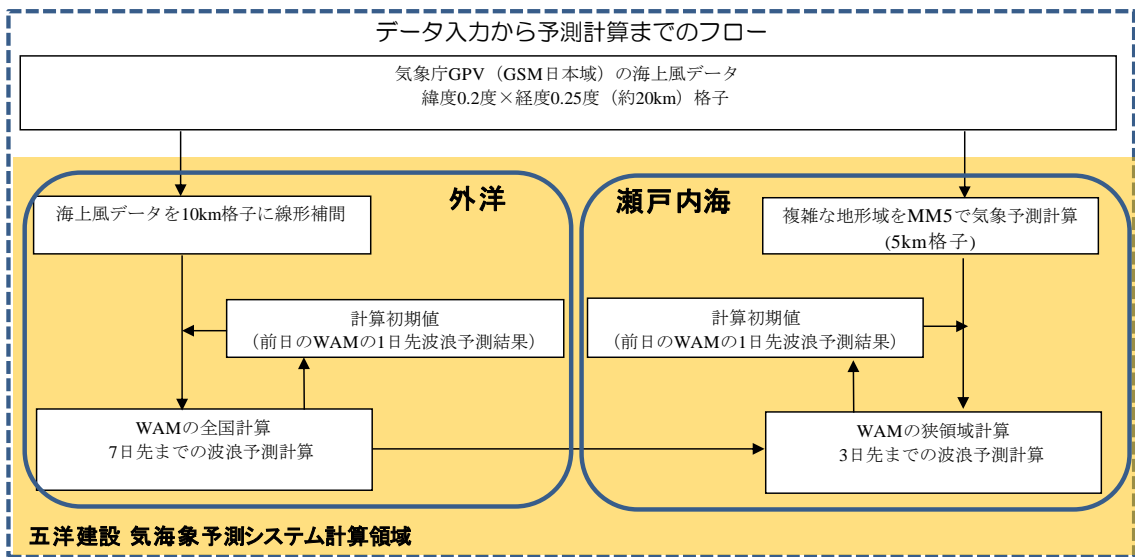 データ入力から予測計算までのフロー
気象庁GPV（GSM日本域）の海上風データ
緯度0.2度×経度0.25度（約20km）格子
外洋
海上風データを10km格子に線形補間
計算初期値
（前日のWAMの1日先波浪予測結果）
WAMの全国計算
7日先までの波浪予測計算
瀬戸内海
複雑な地形域をMM5で気象予測計算
(5km格子)
計算初期値
（前日のWAMの1日先波浪予測結果）
WAMの狭領域計算
3日先までの波浪予測計算
五洋建設 気海象予測システム計算領域